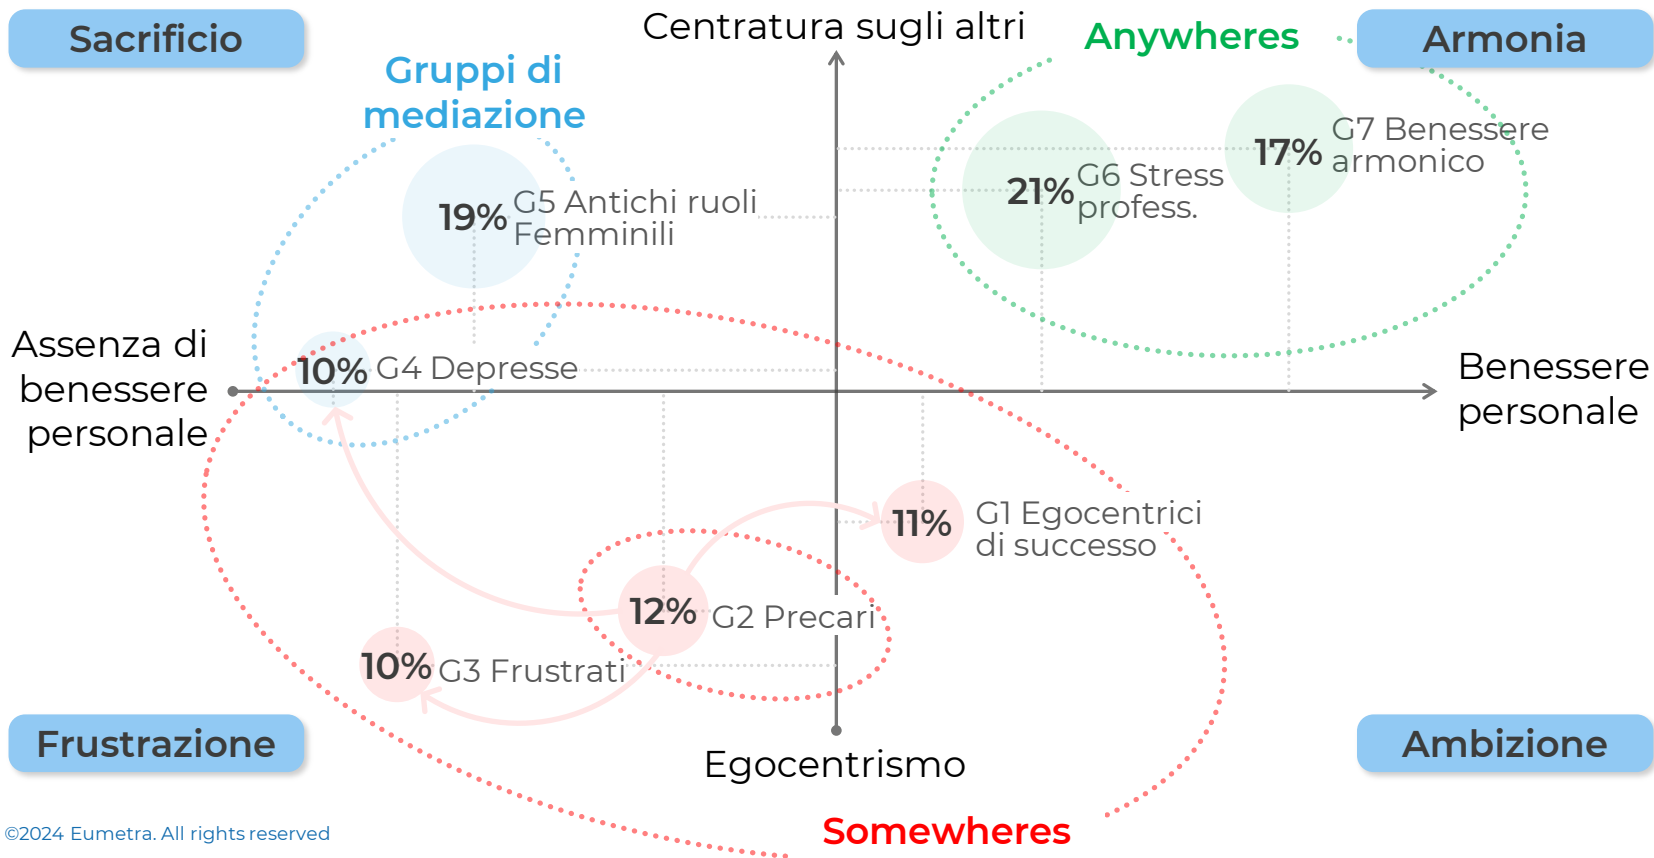 Sacrificio
Centratura sugli altri
Anywheres
Armonia
Gruppi di
mediazione
G7 Benessere
armonico
17%
G6 Stress
profess.
21%
G5 Antichi ruoli
Femminili
19%
Assenza di
benessere
personale
10%
G4 Depresse
Benessere
personale
11%
G1 Egocentrici
di successo
12%
G2 Precari
10%
G3 Frustrati
Frustrazione
Egocentrismo
Ambizione
Somewheres
©2024 Eumetra. All rights reserved